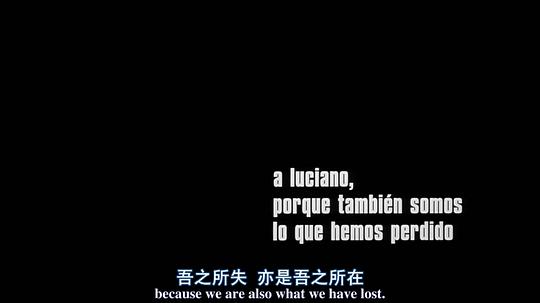 a luciano,
porque también somos
lo que hemos perdido
吾之所失 亦是吾之所在
because we are also what we have lost.